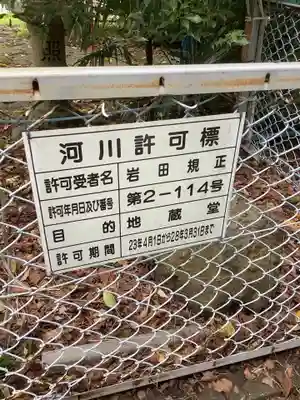 河川許可標
許可受者名 岩田規正
許可年月日及び番号 第2-114号
目的 地蔵堂
許可期間 23年4月1日から28年3月31日まで